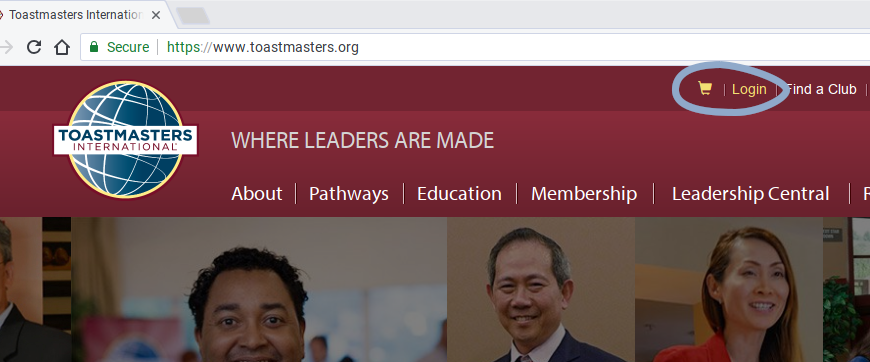 Toastmasters Internation
Secure
https://www.toastmasters.org
Login
Find a Club
TOASTMASTERS
INTERNATIONAL
WHERE LEADERS ARE MADE
About
Pathways
Education
Membership
Leadership Central
R